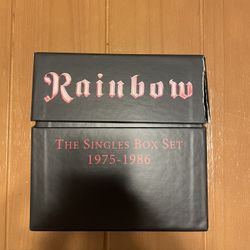 Rainbow
The Singles Box Set
1975-1986